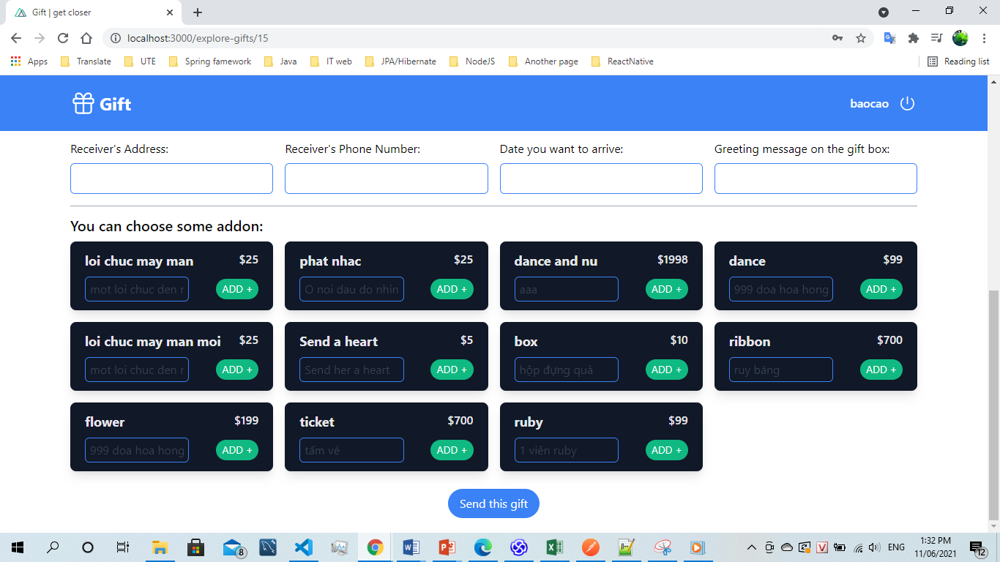 Gift | get closer
localhost:3000/explore-gifts/15
Apps Translate UTE Spring famework Java IT web JPA/Hibernate NodeJS Another page ReactNative Reading list
Gift baocao
Receiver's Address: Receiver's Phone Number: Date you want to arrive: Greeting message on the gift box:
You can choose some addon:
loi chuc may man $25 phat nhac $25 dance and nu $1998 dance $99
mot loi chuc den r ADD + O noi dau do nhin ADD + aaa ADD + 999 doa hoa hong ADD +
loi chuc may man moi $25 Send a heart $5 box $10 ribbon $700
mot loi chuc den r ADD + Send her a heart ADD + hộp đựng quà ADD + ruy băng ADD +
flower $199 ticket $700 ruby $99
999 doa hoa hong ADD + tấm vé ADD + 1 viên ruby ADD +
Send this gift
8 ENG 1:32 PM
11/06/2021 12